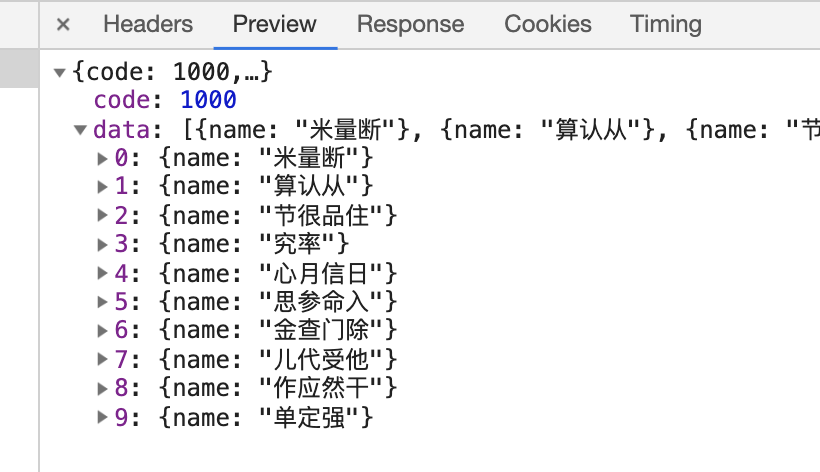 × Headers Preview Response Cookies Timing
▼{code: 1000,…}
code: 1000
▼data: [{name: "米量断"}, {name: "算认从"}, {name: "节
▶0: {name: "米量断"}
▶1: {name: "算认从"}
▶2: {name: "节很品住"}
▶3: {name: "究率"}
▶4: {name: "心月信日"}
▶5: {name: "思参命入"}
▶6: {name: "金查门除"}
▶7: {name: "儿代受他"}
▶8: {name: "作应然干"}
▶9: {name: "单定强"}